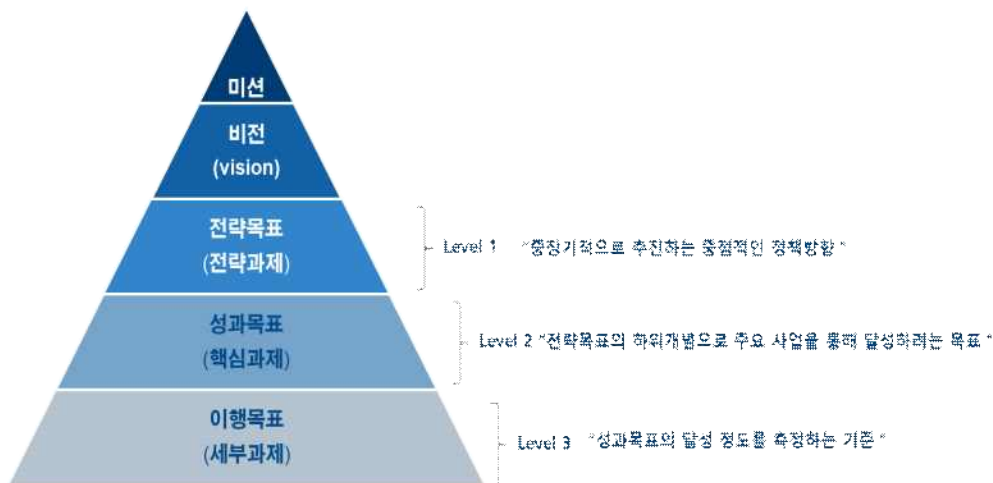 미션
비전
(vision)
전략목표
(전략과제)
Level 1 "중장기적으로 추진하는 중점적인 정책방향"
성과목표
(핵심과제)
Level 2 "전략목표의 하위개념으로 주요 사업을 통해 달성하려는 목표"
이행목표
(세부과제)
Level 3 "성과목표의 달성 정도를 측정하는 기준"